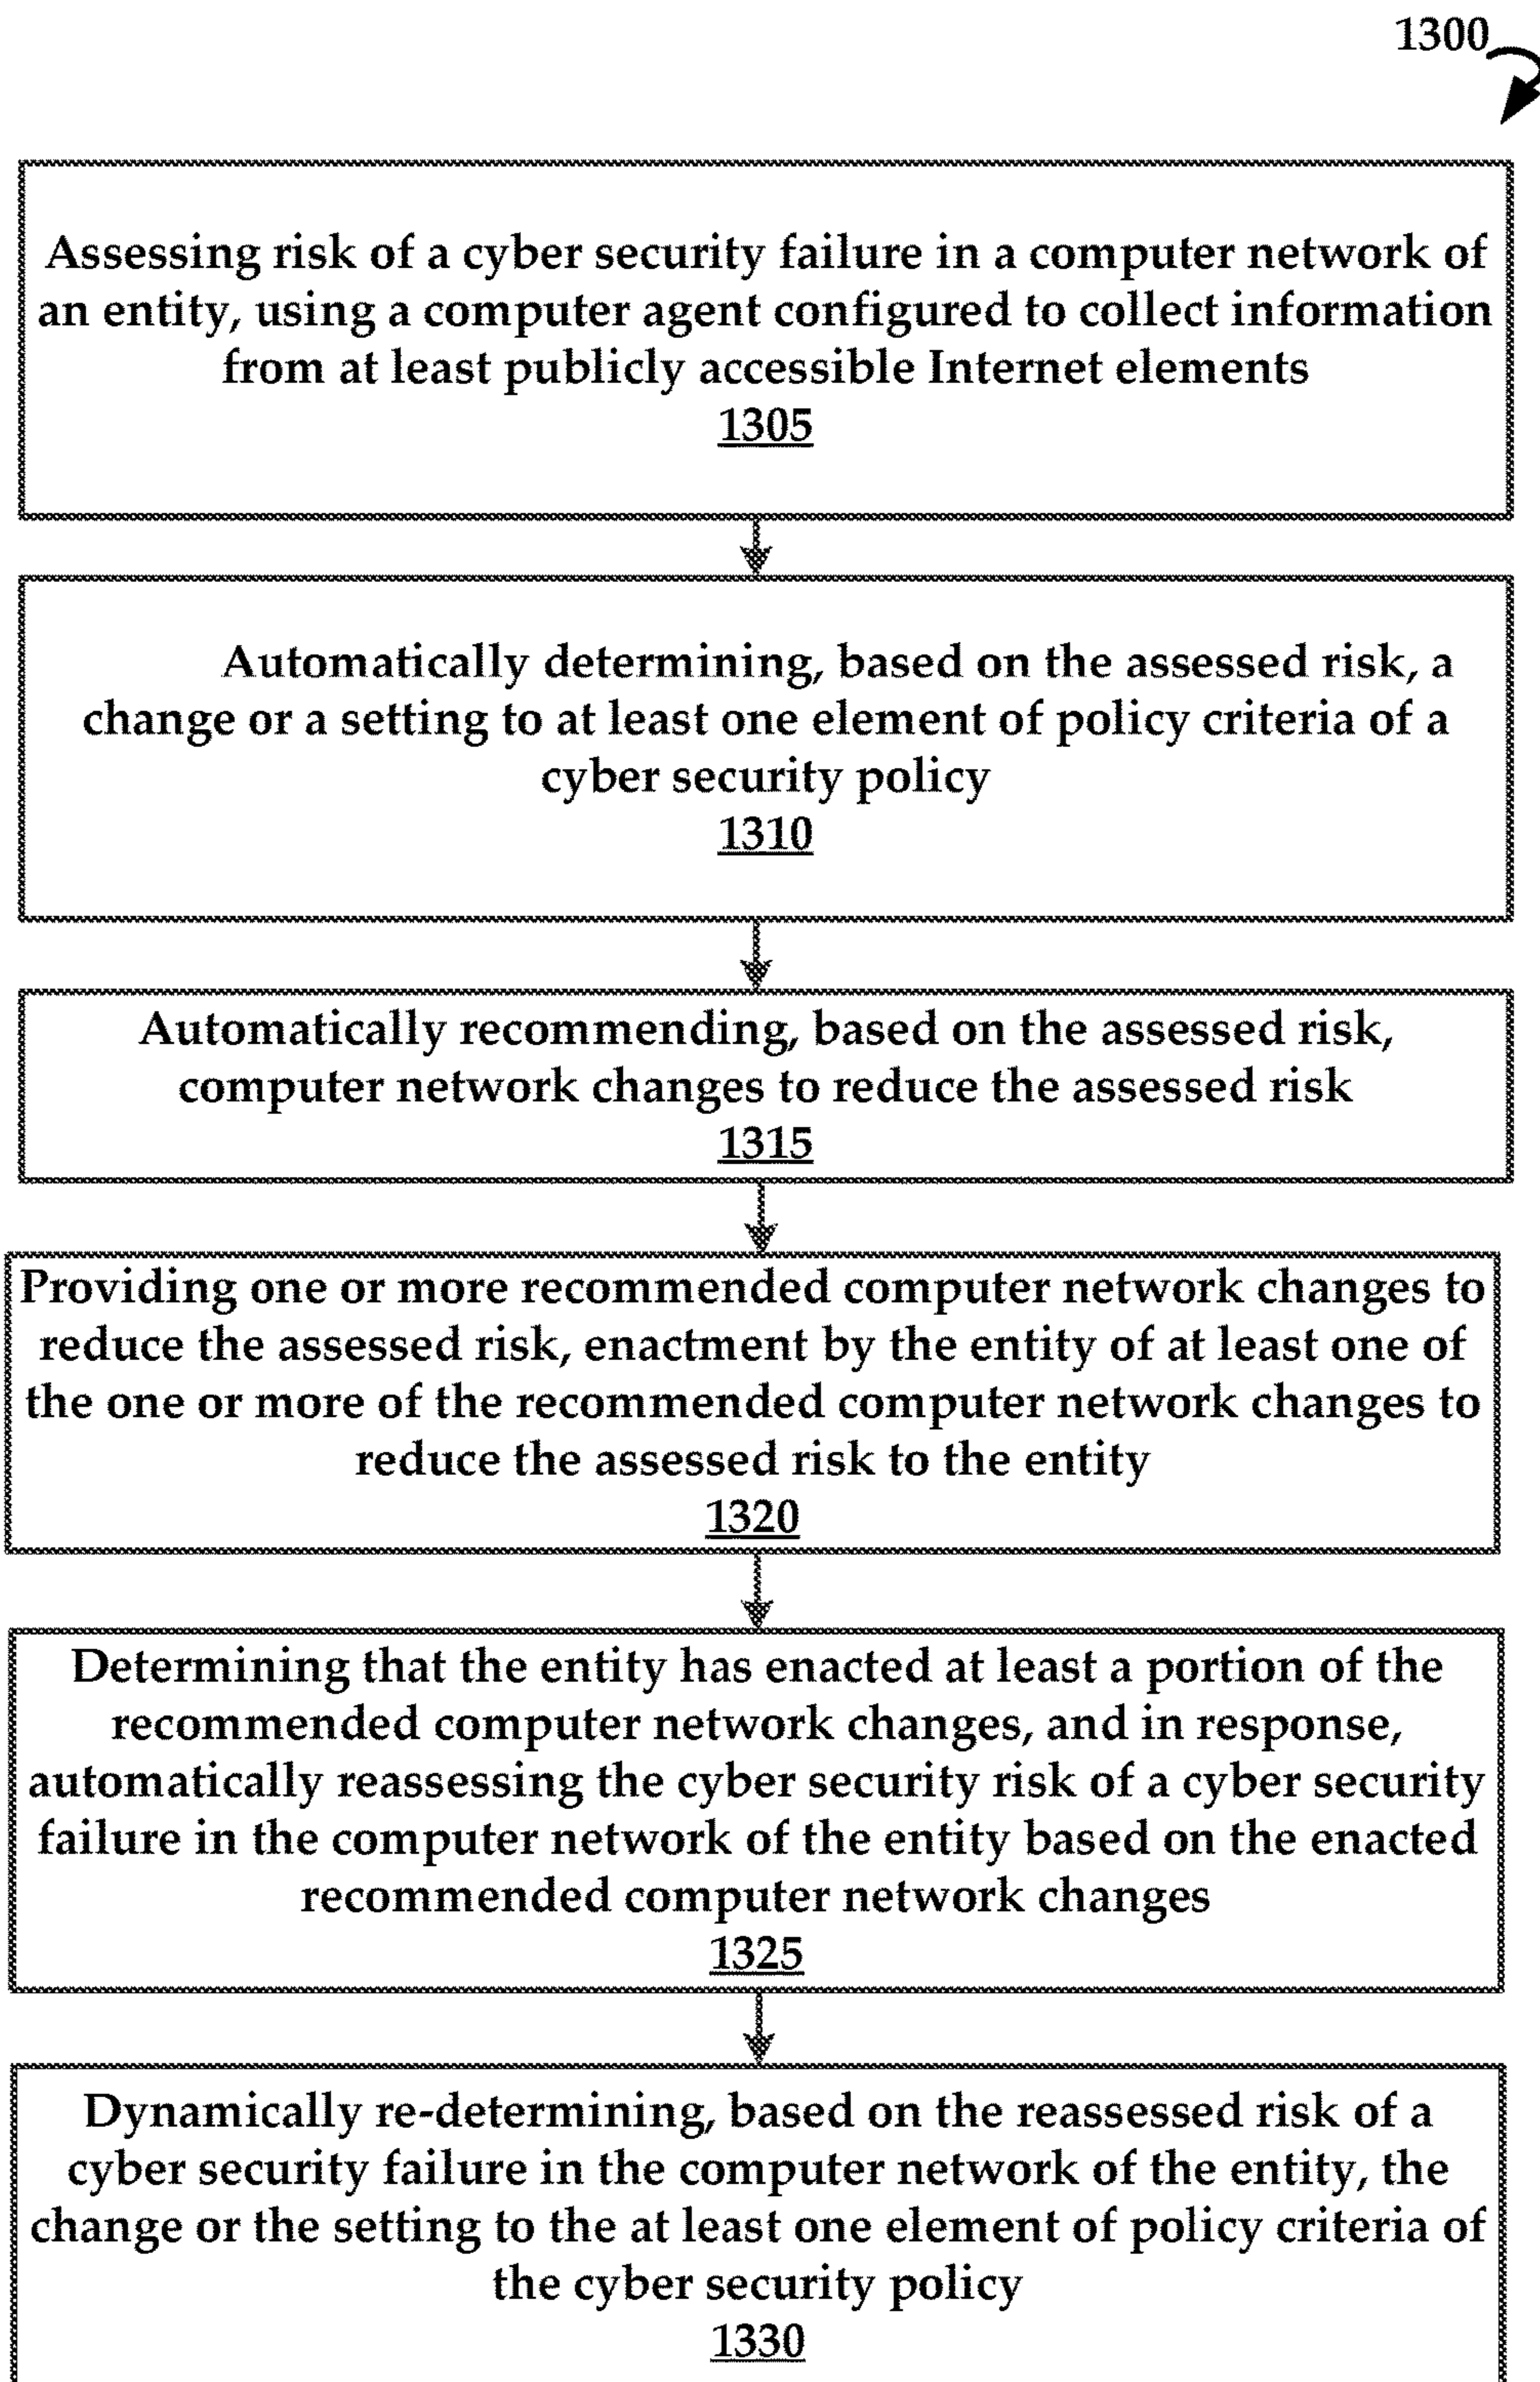 1300
Assessing risk of a cyber security failure in a computer network of
an entity, using a computer agent configured to collect information
from at least publicly accessible Internet elements
1305
Automatically determining, based on the assessed risk, a
change or a setting to at least one element of policy criteria of a
cyber security policy
1310
Automatically recommending, based on the assessed risk,
computer network changes to reduce the assessed risk
1315
Providing one or more recommended computer network changes to
reduce the assessed risk, enactment by the entity of at least one of
the one or more of the recommended computer network changes to
reduce the assessed risk to the entity
1320
Determining that the entity has enacted at least a portion of the
recommended computer network changes, and in response,
automatically reassessing the cyber security risk of a cyber security
failure in the computer network of the entity based on the enacted
recommended computer network changes
1325
Dynamically re-determining, based on the reassessed risk of a
cyber security failure in the computer network of the entity, the
change or the setting to the at least one element of policy criteria of
the cyber security policy
1330